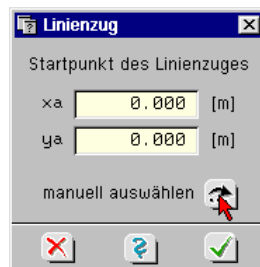 Linienzug
Startpunkt des Linienzuges
xa 0.000 [m]
ya 0.000 [m]
manuell auswählen